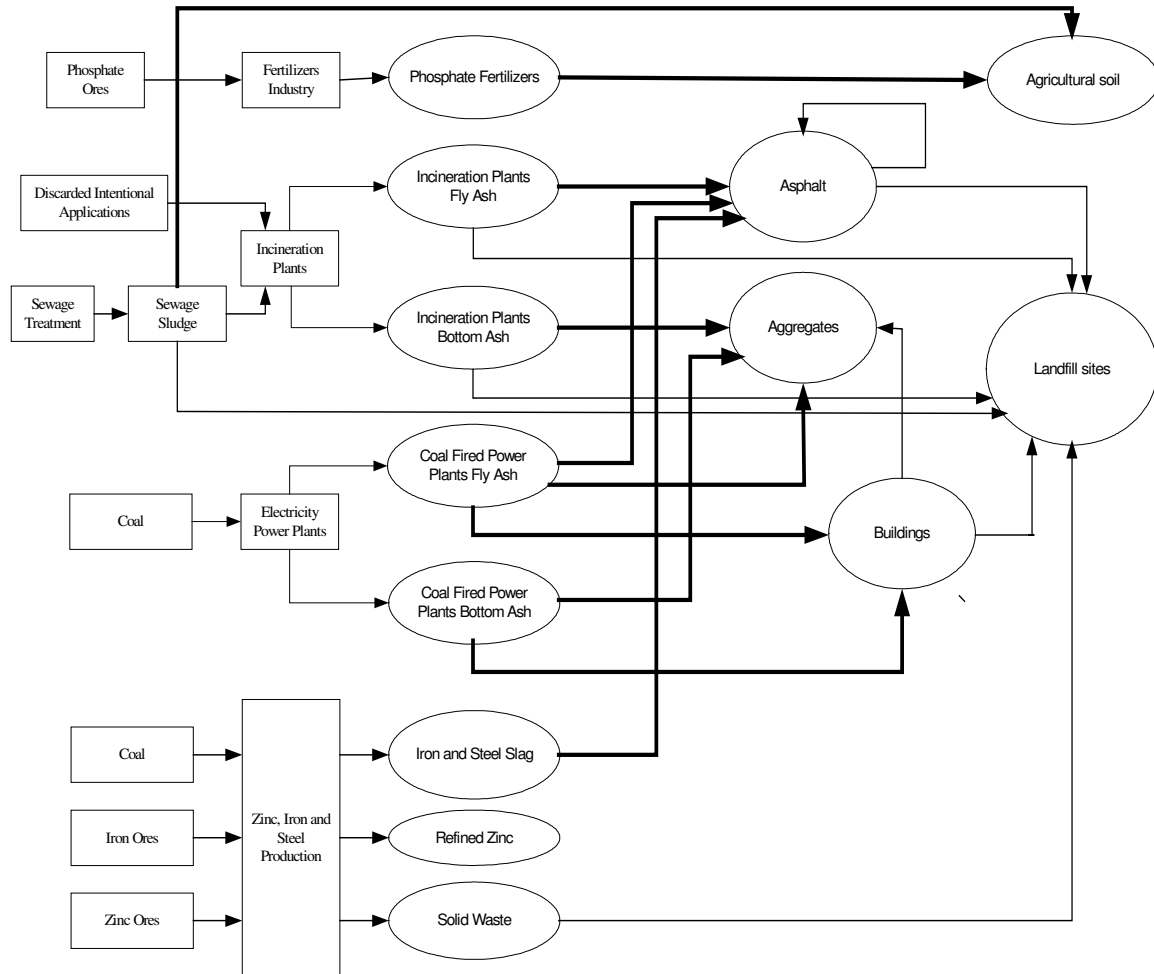 Phosphate
Ores
Fertilizers
Industry
Phosphate Fertilizers
Agricultural soil
Discarded Intentional
Applications
Incineration Plants
Fly Ash
Asphalt
Incineration
Plants
Sewage
Treatment
Sewage
Sludge
Incineration Plants
Bottom Ash
Aggregates
Landfill sites
Coal
Electricity
Power Plants
Coal Fired Power
Plants Fly Ash
Buildings
Coal Fired Power
Plants Bottom Ash
Coal
Iron Ores
Zinc Ores
Zinc, Iron and
Steel
Production
Iron and Steel Slag
Refined Zinc
Solid Waste